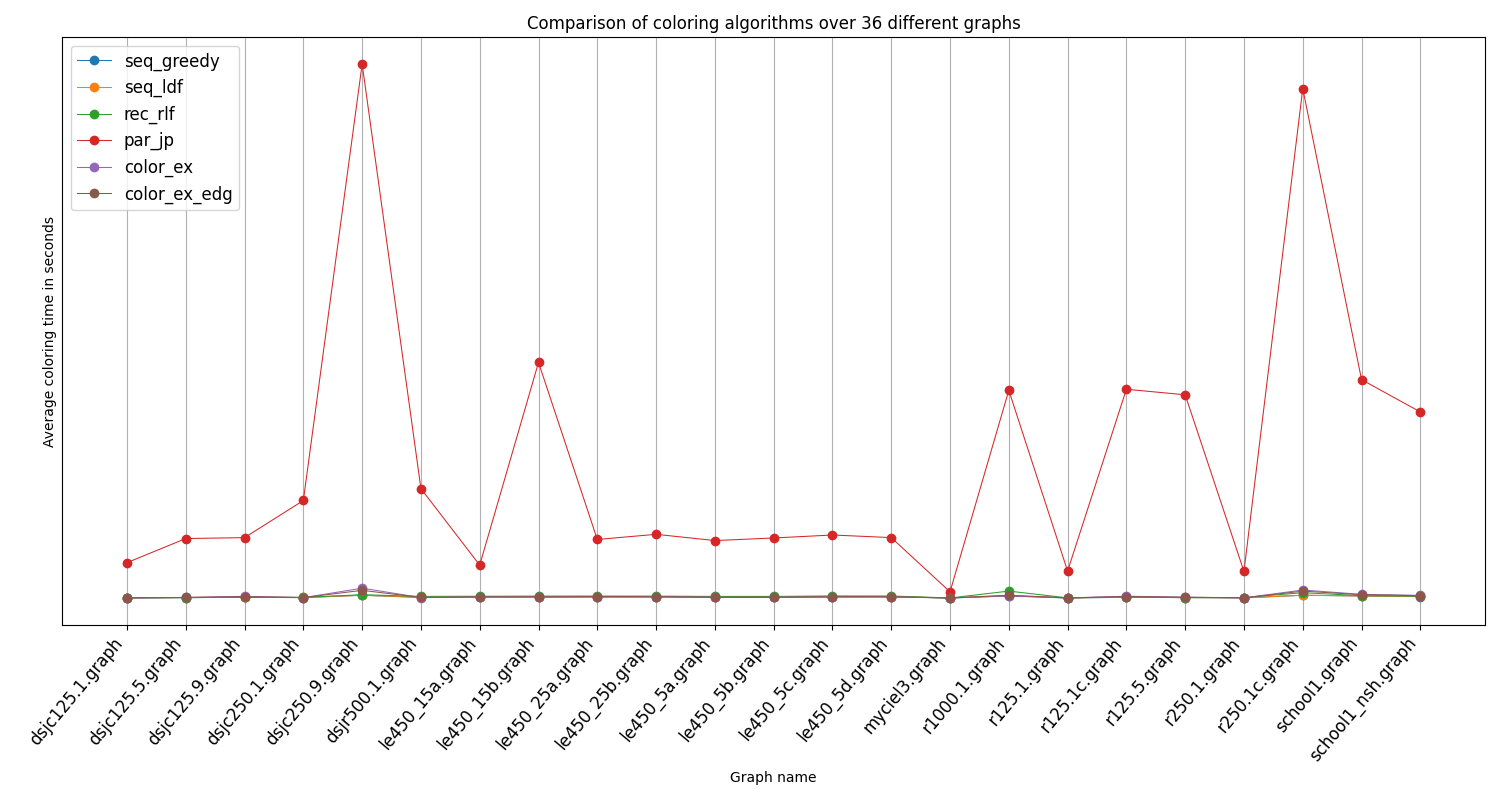 Comparison of coloring algorithms over 36 different graphs
seq_greedy
seq_ldf
rec_rlf
par_jp
color_ex
color_ex_edg
Average coloring time in seconds
dsjc125.1.graph
dsjc125.5.graph
dsjc125.9.graph
dsjc250.1.graph
dsjc250.9.graph
dsjr500.1.graph
le450_15a.graph
le450_15b.graph
le450_25a.graph
le450_25b.graph
le450_5a.graph
le450_5b.graph
le450_5c.graph
le450_5d.graph
myciel3.graph
r1000.1.graph
r125.1.graph
r125.1c.graph
r125.5.graph
r250.1.graph
r250.1c.graph
school1.graph
school1_nsh.graph
Graph name